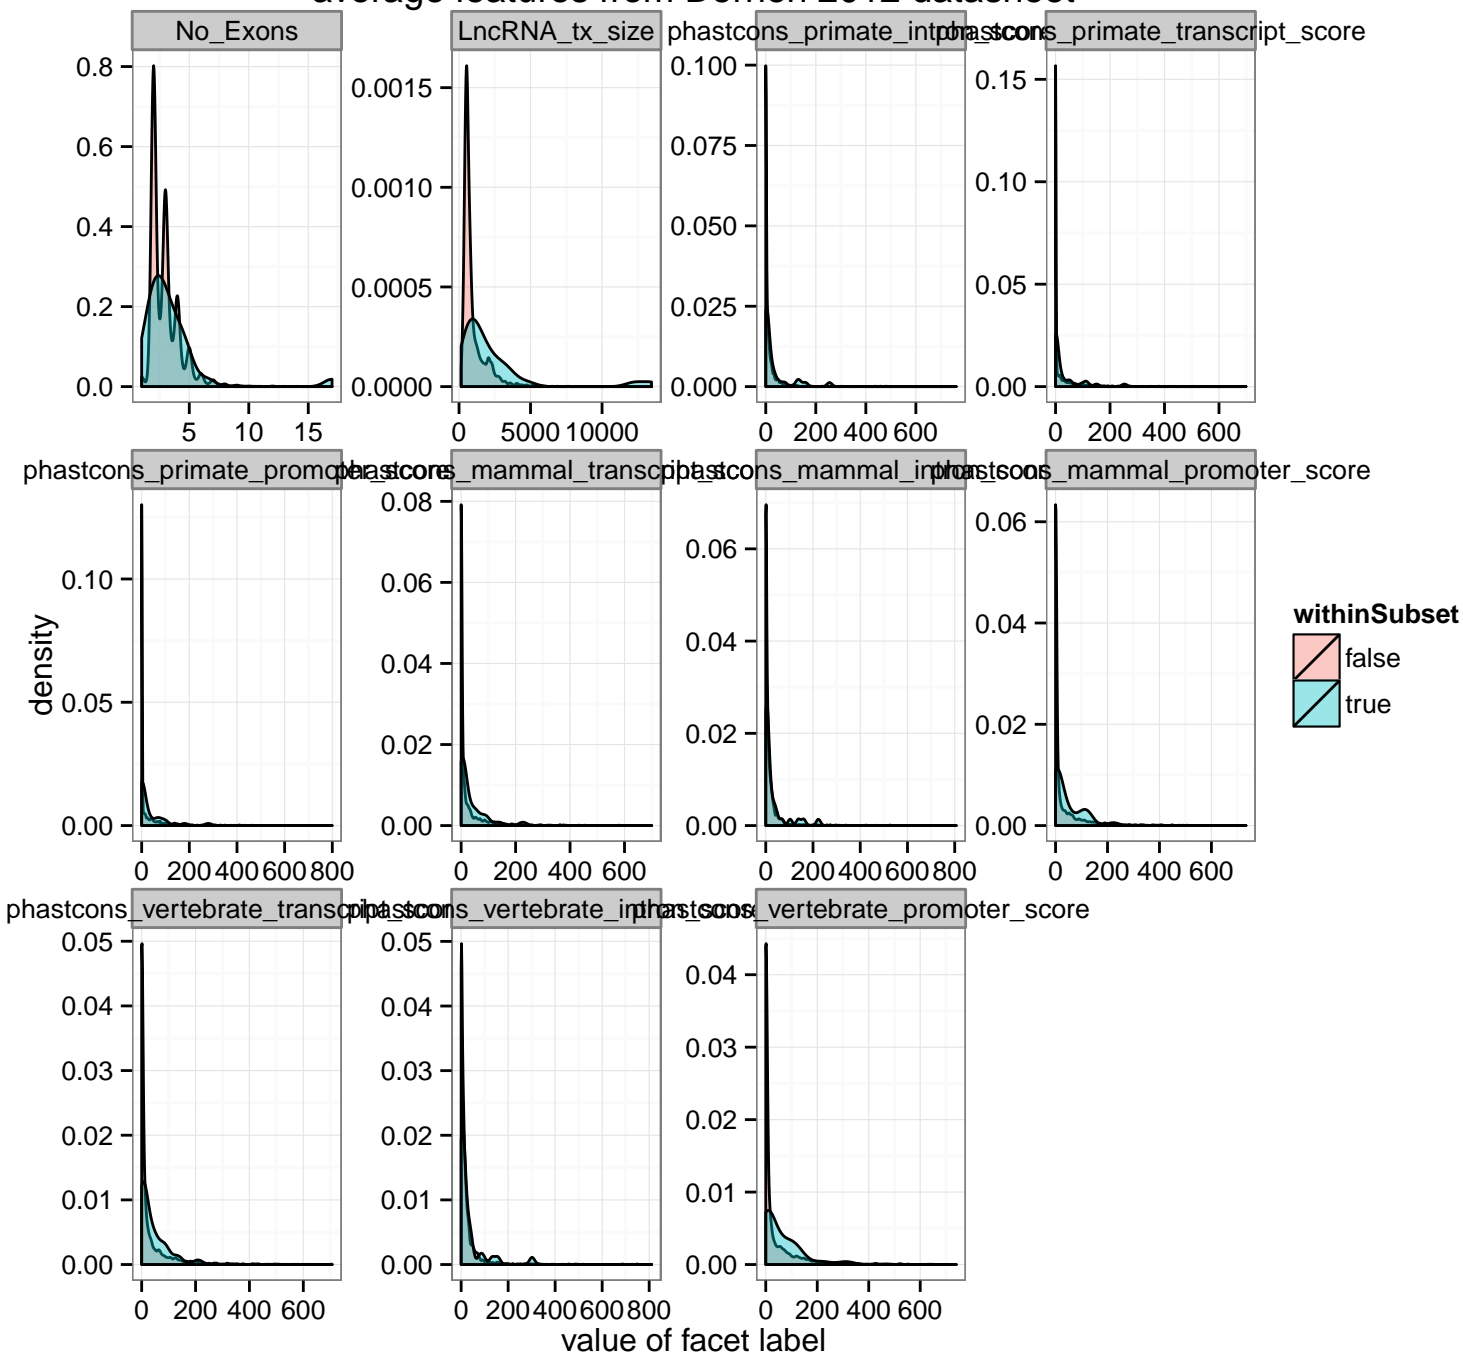 average features from Derrien 2012 datasheet
No_Exons
LncRNA_tx_size
phastcons_primate_intron_score
phastcons_primate_transcript_score
0.8
0.6
0.4
0.2
0.0
5 10 15
0.0015
0.0010
0.0005
0.0000
0 5000 10000
0.100
0.075
0.050
0.025
0.000
0 200 400 600
0.15
0.10
0.05
0.00
0 200 400 600
phastcons_primate_promoter_score
phastcons_mammal_transcript_score
phastcons_mammal_intron_score
phastcons_mammal_promoter_score
density
0.10
0.05
0.00
0 200 400 600 800
0.08
0.06
0.04
0.02
0.00
0 200 400 600
0.06
0.04
0.02
0.00
0 200 400 600 800
0.06
0.04
0.02
0.00
0 200 400 600
withinSubset
false
true
phastcons_vertebrate_transcript_score
phastcons_vertebrate_intron_score
phastcons_vertebrate_promoter_score
0.05
0.04
0.03
0.02
0.01
0.00
0 200 400 600
0.05
0.04
0.03
0.02
0.01
0.00
0 200 400 600 800
0.04
0.03
0.02
0.01
0.00
0 200 400 600
value of facet label